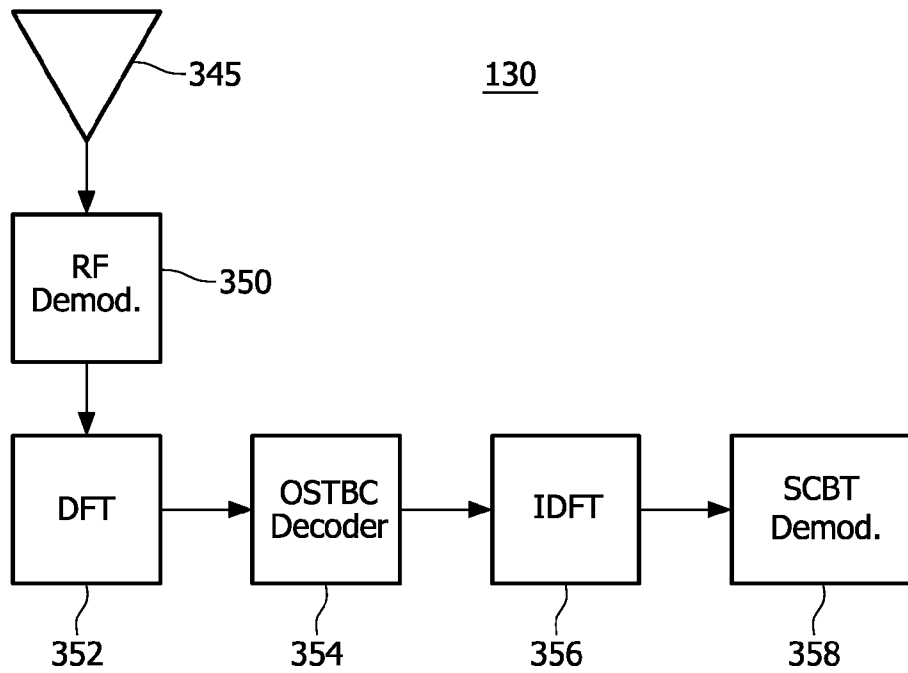 345
130
RF
Demod.
350
DFT
OSTBC
Decoder
IDFT
SCBT
Demod.
352
354
356
358